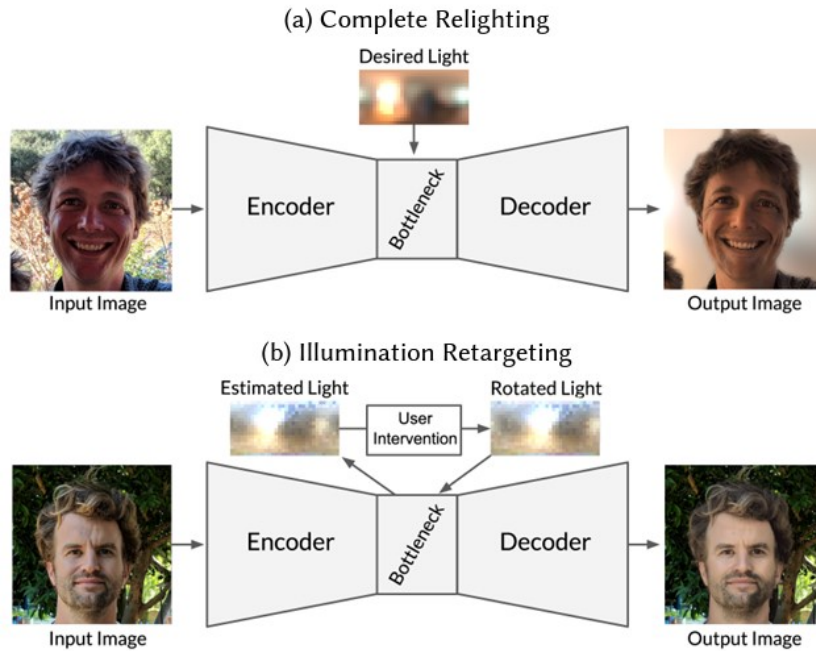 (a) Complete Relighting
Desired Light
Encoder
Bottleneck
Decoder
Input Image
Output Image
(b) Illumination Retargeting
Estimated Light
Rotated Light
User
Intervention
Encoder
Bottleneck
Decoder
Input Image
Output Image